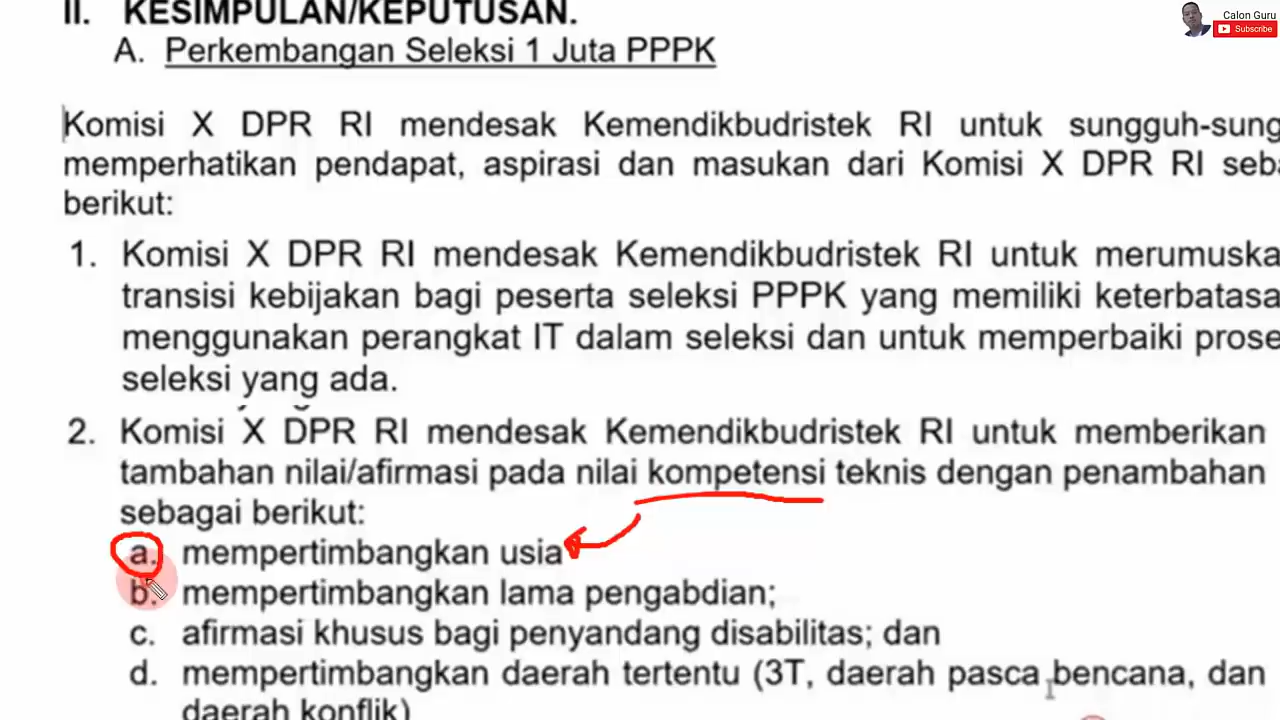 Calon Guru
Subscribe
II. KESIMPULAN/KEPUTUSAN.
A. Perkembangan Seleksi 1 Juta PPPK
Komisi X DPR RI mendesak Kemendikbudristek RI untuk sungguh-sung
memperhatikan pendapat, aspirasi dan masukan dari Komisi X DPR RI seba
berikut:
1. Komisi X DPR RI mendesak Kemendikbudristek RI untuk merumuska
transisi kebijakan bagi peserta seleksi PPPK yang memiliki keterbatasa
menggunakan perangkat IT dalam seleksi dan untuk memperbaiki prose
seleksi yang ada.
2. Komisi X DPR RI mendesak Kemendikbudristek RI untuk memberikan
tambahan nilai/afirmasi pada nilai kompetensi teknis dengan penambahan
sebagai berikut:
a. mempertimbangkan usia
b. mempertimbangkan lama pengabdian;
c. afirmasi khusus bagi penyandang disabilitas; dan
d. mempertimbangkan daerah tertentu (3T, daerah pasca bencana, dan
daerah konflik)